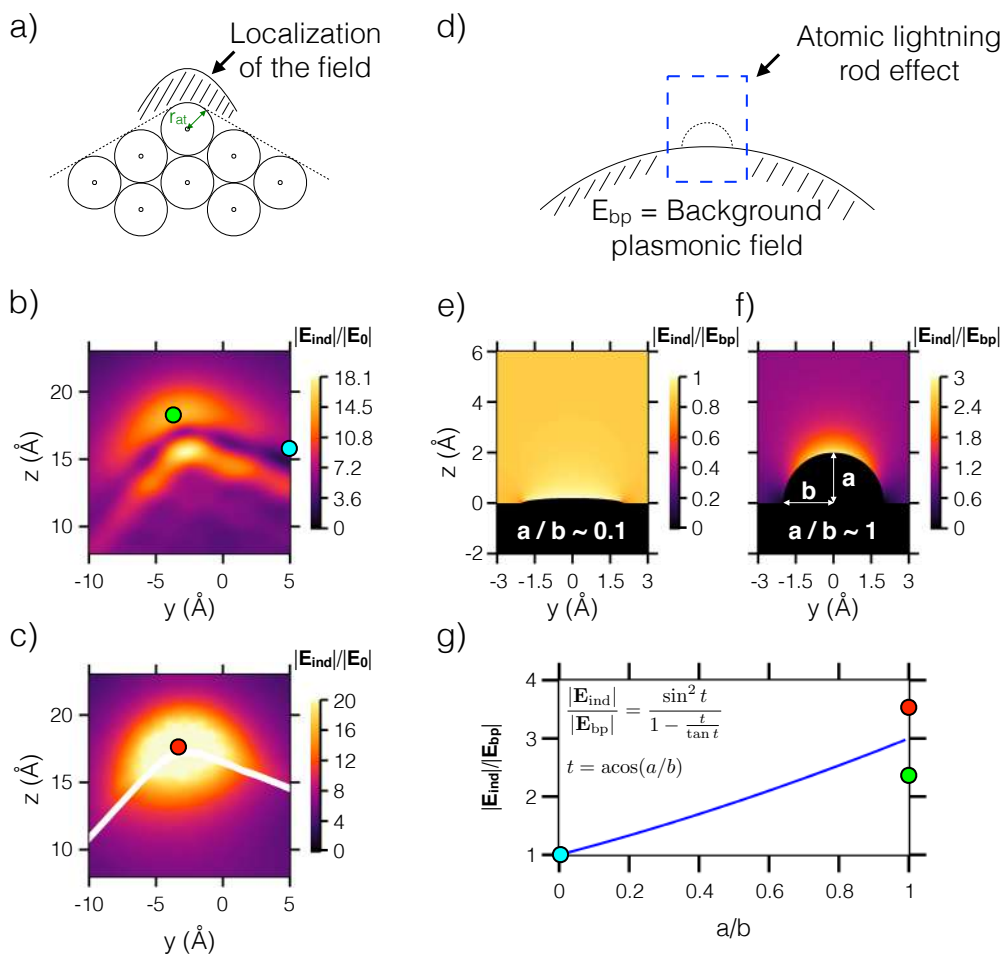 a)
Localization
of the field
r_at
d)
Atomic lightning
rod effect
E_bp = Background
plasmonic field
b)
|E_ind|/|E_0|
18.1
14.5
10.8
7.2
3.6
0
20
15
10
z (Å)
-10
-5
0
5
y (Å)
e)
|E_ind|/|E_bp|
6
4
2
0
-2
z (Å)
1
0.8
0.6
0.4
0.2
0
a / b ~ 0.1
-3
-1.5
0
1.5
3
y (Å)
f)
|E_ind|/|E_bp|
3
2.4
1.8
1.2
0.6
0
a
b
a / b ~ 1
-3
-1.5
0
1.5
3
y (Å)
c)
|E_ind|/|E_0|
20
16
12
8
4
0
20
15
10
z (Å)
-10
-5
0
5
y (Å)
g)
|E_ind|/|E_bp|
4
3
2
1
|E_ind|/|E_bp| = sin² t / (1 − t/tan t)
t = acos(a/b)
0
0.2
0.4
0.6
0.8
1
a/b